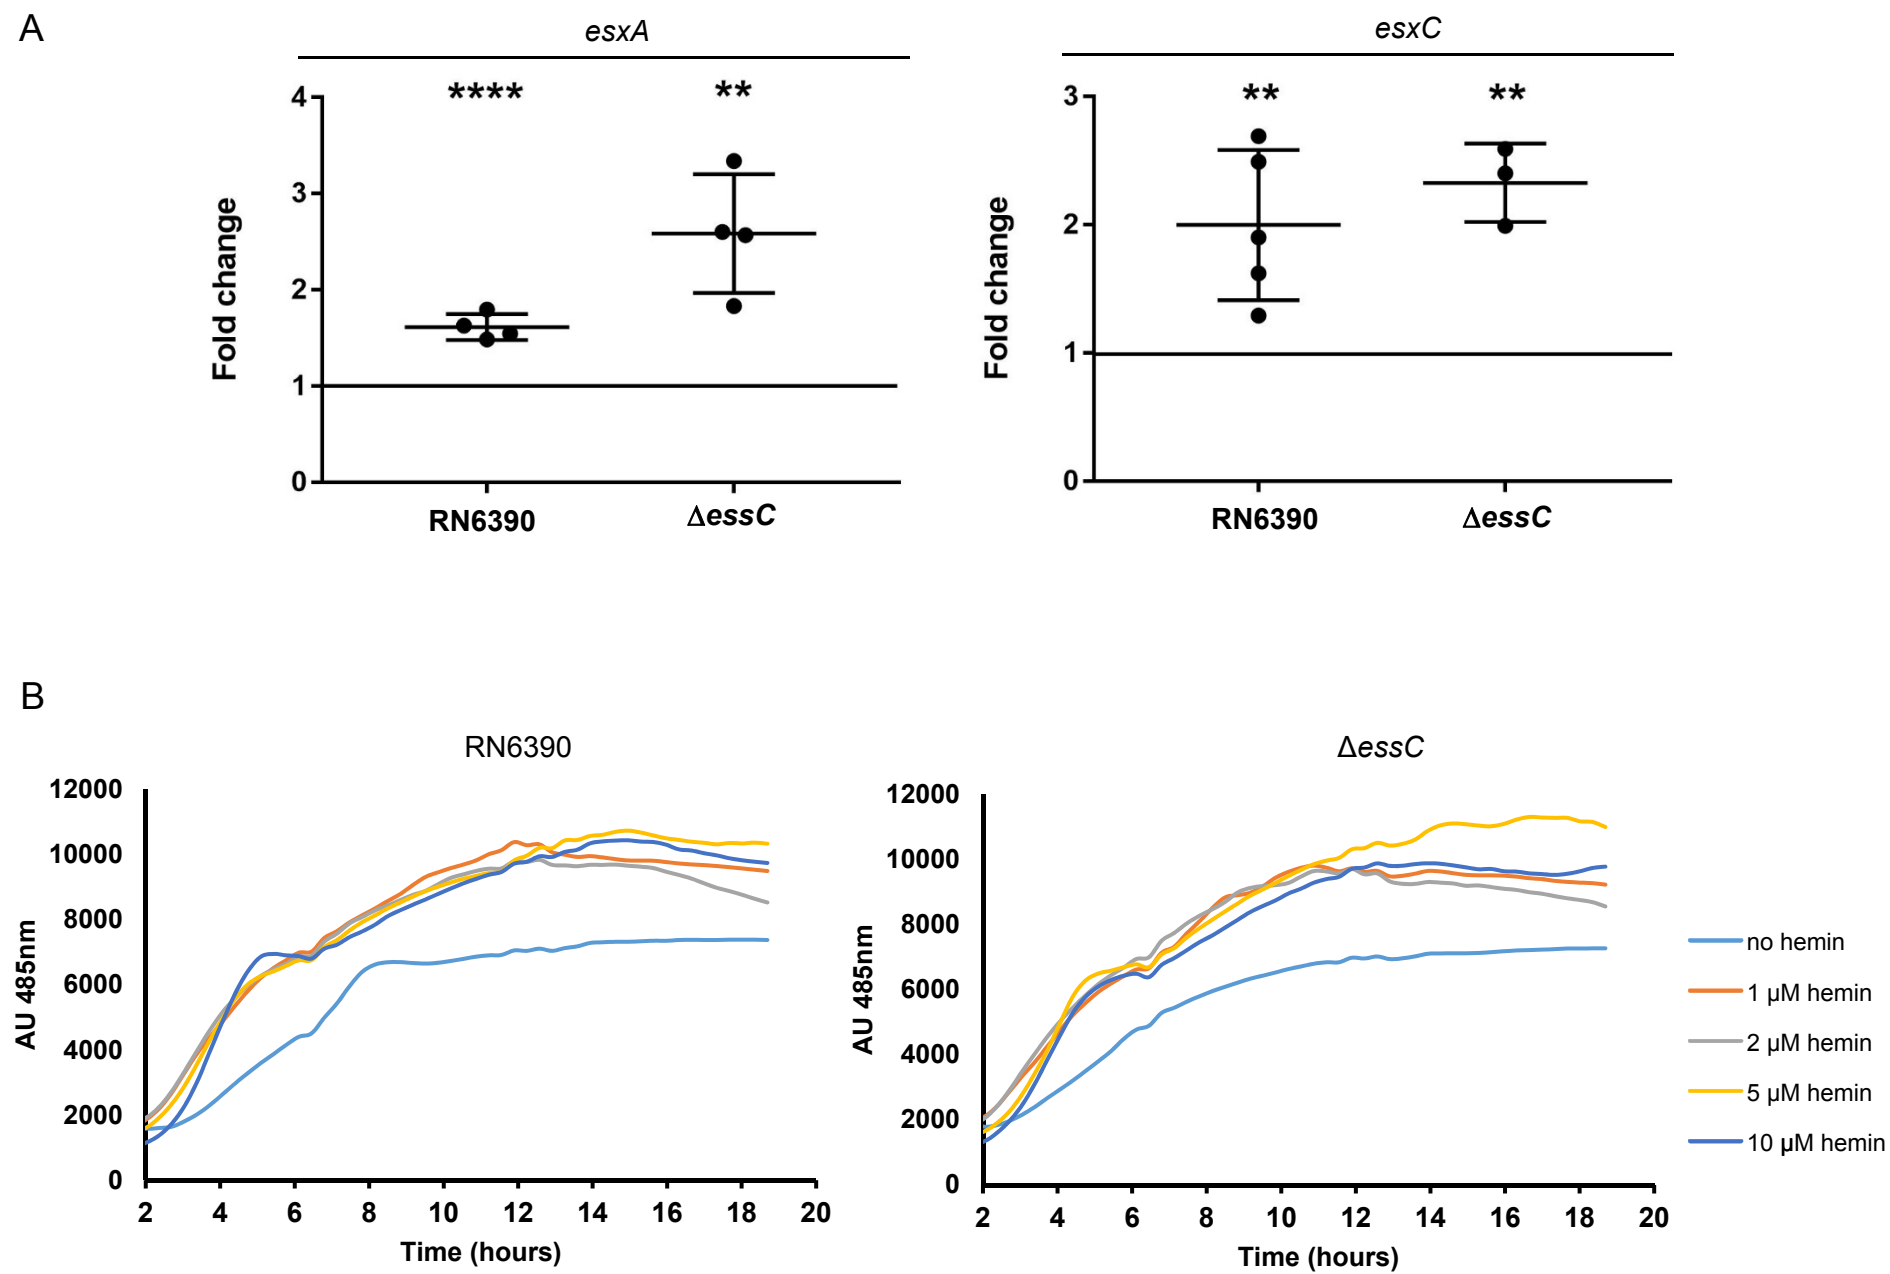 A
esxA
esxC
**** **
** **
4
3
2
1
0
Fold change
RN6390 ΔessC
3
2
1
0
Fold change
RN6390 ΔessC
B
RN6390
12000
10000
8000
6000
4000
2000
0
AU 485nm
2 4 6 8 10 12 14 16 18 20
Time (hours)
ΔessC
12000
10000
8000
6000
4000
2000
0
AU 485nm
2 4 6 8 10 12 14 16 18 20
Time (hours)
no hemin
1 µM hemin
2 µM hemin
5 µM hemin
10 µM hemin